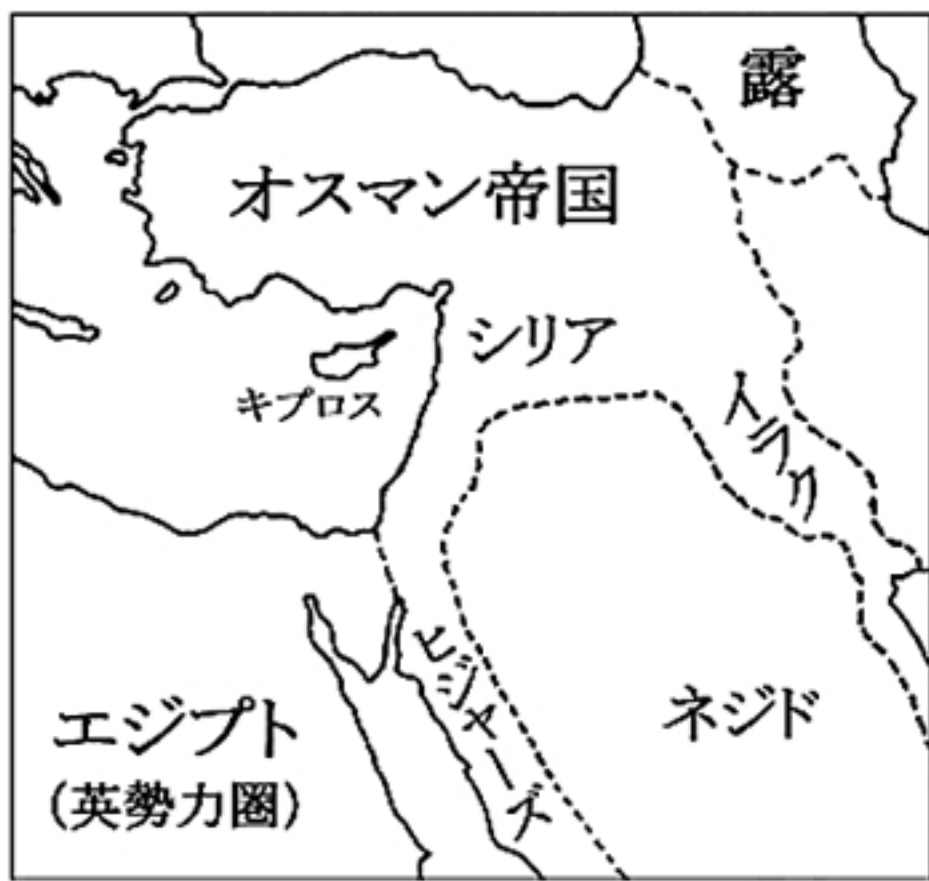 露
オスマン帝国
シリア
キプロス
イラク
ヒジャーズ
ネジド
エジプト
(英勢力圏)